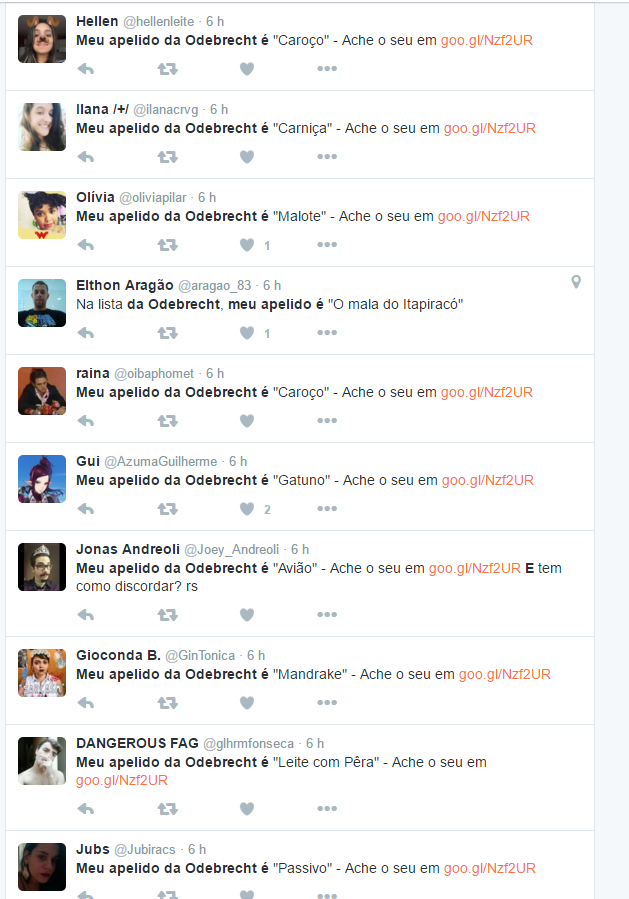 Hellen @hellenleite · 6 h
Meu apelido da Odebrecht é "Caroço" - Ache o seu em goo.gl/Nzf2UR
Ilana /+/ @ilanacrvg · 6 h
Meu apelido da Odebrecht é "Carniça" - Ache o seu em goo.gl/Nzf2UR
Olívia @oliviapilar · 6 h
Meu apelido da Odebrecht é "Malote" - Ache o seu em goo.gl/Nzf2UR
1
Elthon Aragão @aragao_83 · 6 h
Na lista da Odebrecht, meu apelido é "O mala do Itapiracó"
1
raina @oibaphomet · 6 h
Meu apelido da Odebrecht é "Caroço" - Ache o seu em goo.gl/Nzf2UR
Gui @AzumaGuilherme · 6 h
Meu apelido da Odebrecht é "Gatuno" - Ache o seu em goo.gl/Nzf2UR
2
Jonas Andreoli @Joey_Andreoli · 6 h
Meu apelido da Odebrecht é "Avião" - Ache o seu em goo.gl/Nzf2UR E tem
como discordar? rs
Gioconda B. @GinTonica · 6 h
Meu apelido da Odebrecht é "Mandrake" - Ache o seu em goo.gl/Nzf2UR
DANGEROUS FAG @glhrmfonseca · 6 h
Meu apelido da Odebrecht é "Leite com Pêra" - Ache o seu em
goo.gl/Nzf2UR
Jubs @Jubiracs · 6 h
Meu apelido da Odebrecht é "Passivo" - Ache o seu em goo.gl/Nzf2UR